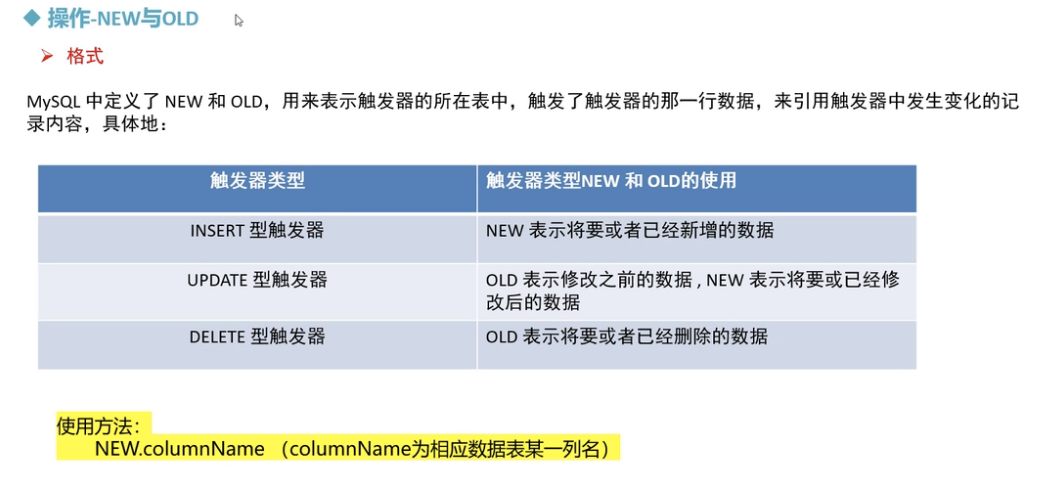 操作-NEW与OLD
格式
MySQL 中定义了 NEW 和 OLD，用来表示触发器的所在表中，触发了触发器的那一行数据，来引用触发器中发生变化的记
录内容，具体地：
触发器类型
触发器类型NEW 和 OLD的使用
INSERT 型触发器
NEW 表示将要或者已经新增的数据
UPDATE 型触发器
OLD 表示修改之前的数据 , NEW 表示将要或已经修
改后的数据
DELETE 型触发器
OLD 表示将要或者已经删除的数据
使用方法：
NEW.columnName （columnName为相应数据表某一列名）